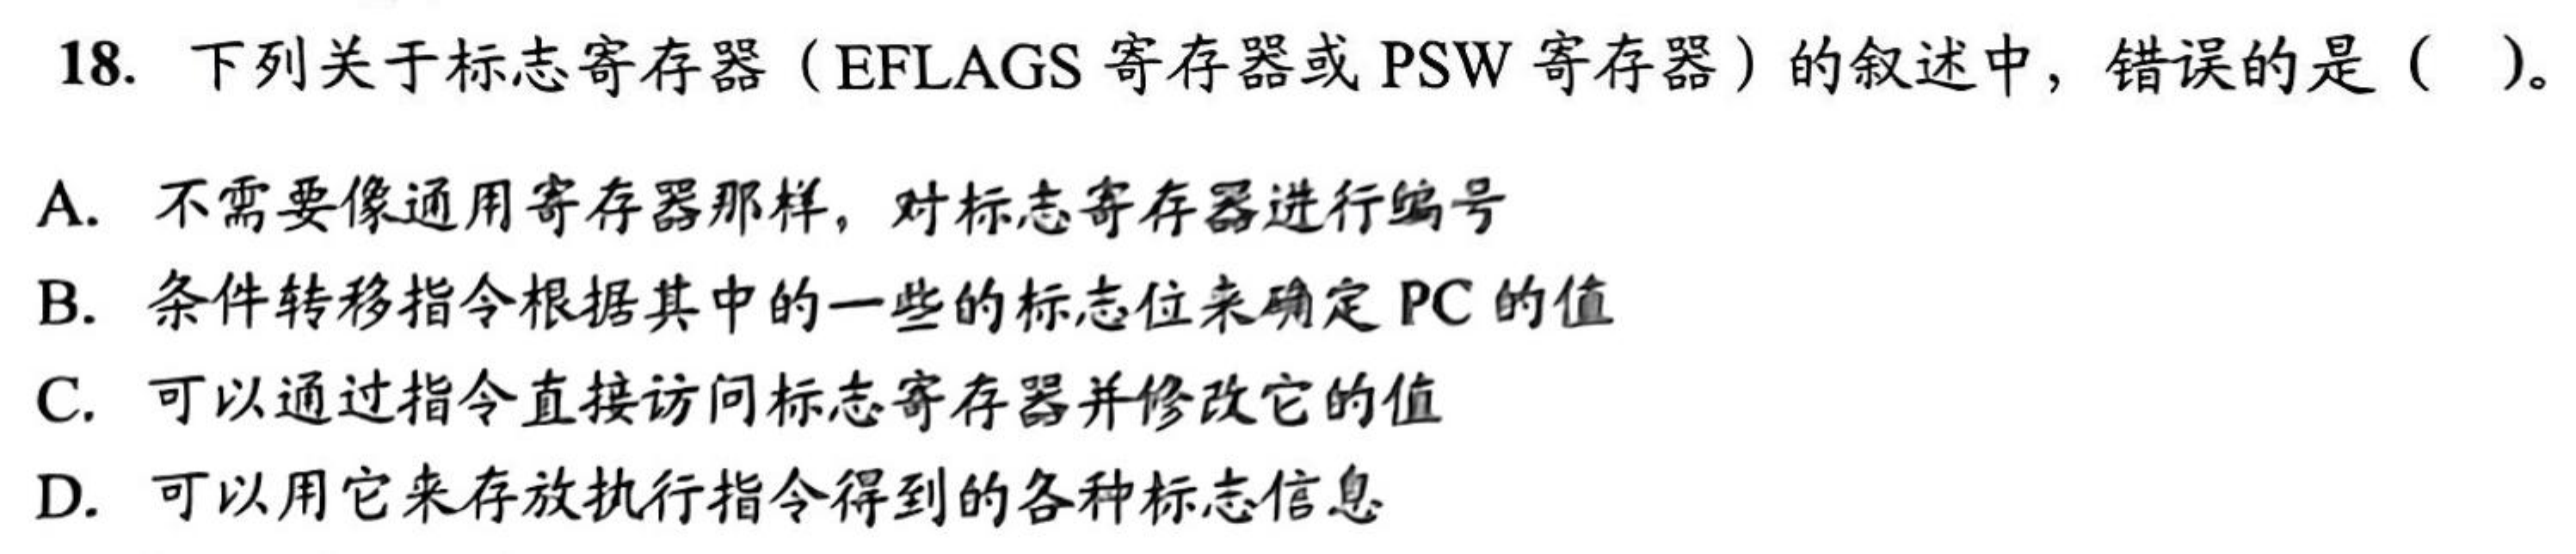 18. 下列关于标志寄存器（EFLAGS 寄存器或 PSW 寄存器）的叙述中，错误的是（ ）。
A. 不需要像通用寄存器那样，对标志寄存器进行编号
B. 条件转移指令根据其中的一些的标志位来确定 PC 的值
C. 可以通过指令直接访问标志寄存器并修改它的值
D. 可以用它来存放执行指令得到的各种标志信息